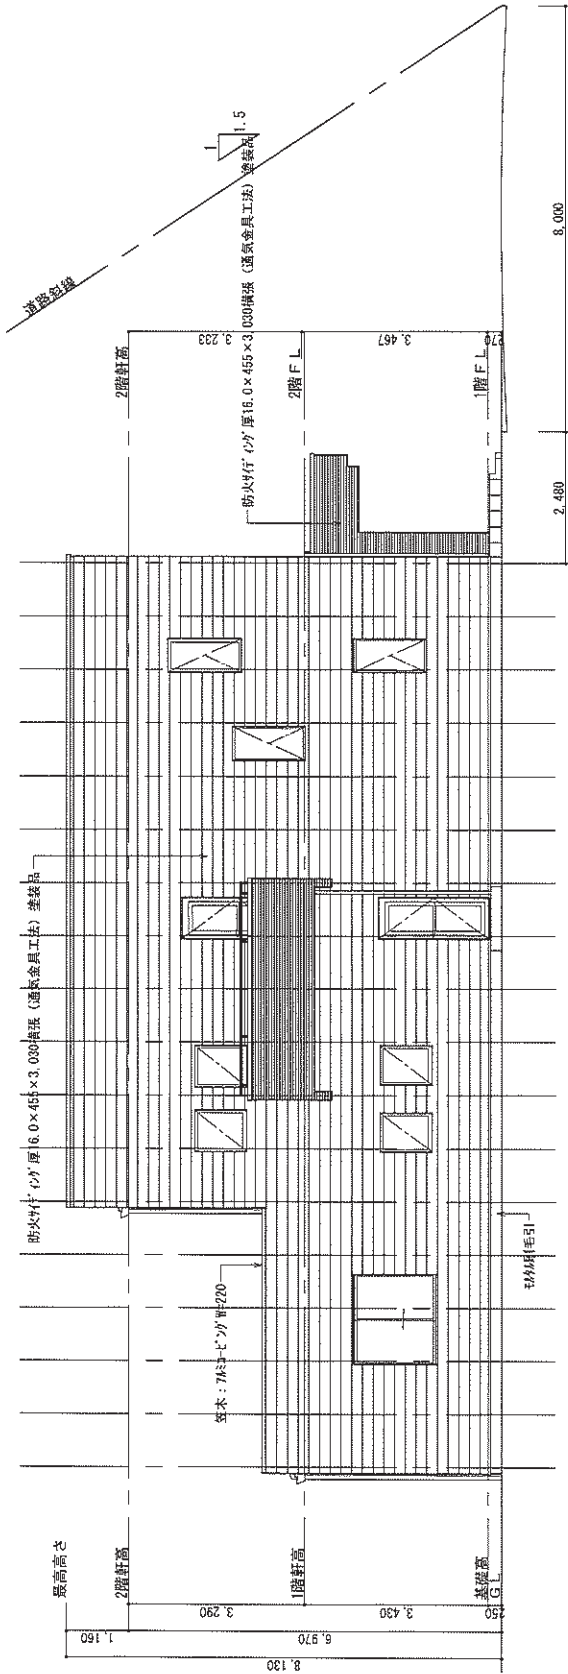 道路斜線
1
1.5
防火サイディング厚16.0×455×3,030横張（通気金具工法）塗装品
8,000
2階軒高
3,233
2階ＦＬ
3,467
1階ＦＬ
270
2,480
防火サイディング厚16.0×455×3,030横張（通気金具工法）塗装品
笠木：アルミコーピングW=220
モルタル刷毛引
最高高さ
2階軒高
1階軒高
基礎高
ＧＬ
1,160
3,290
3,430
250
6,970
8,130